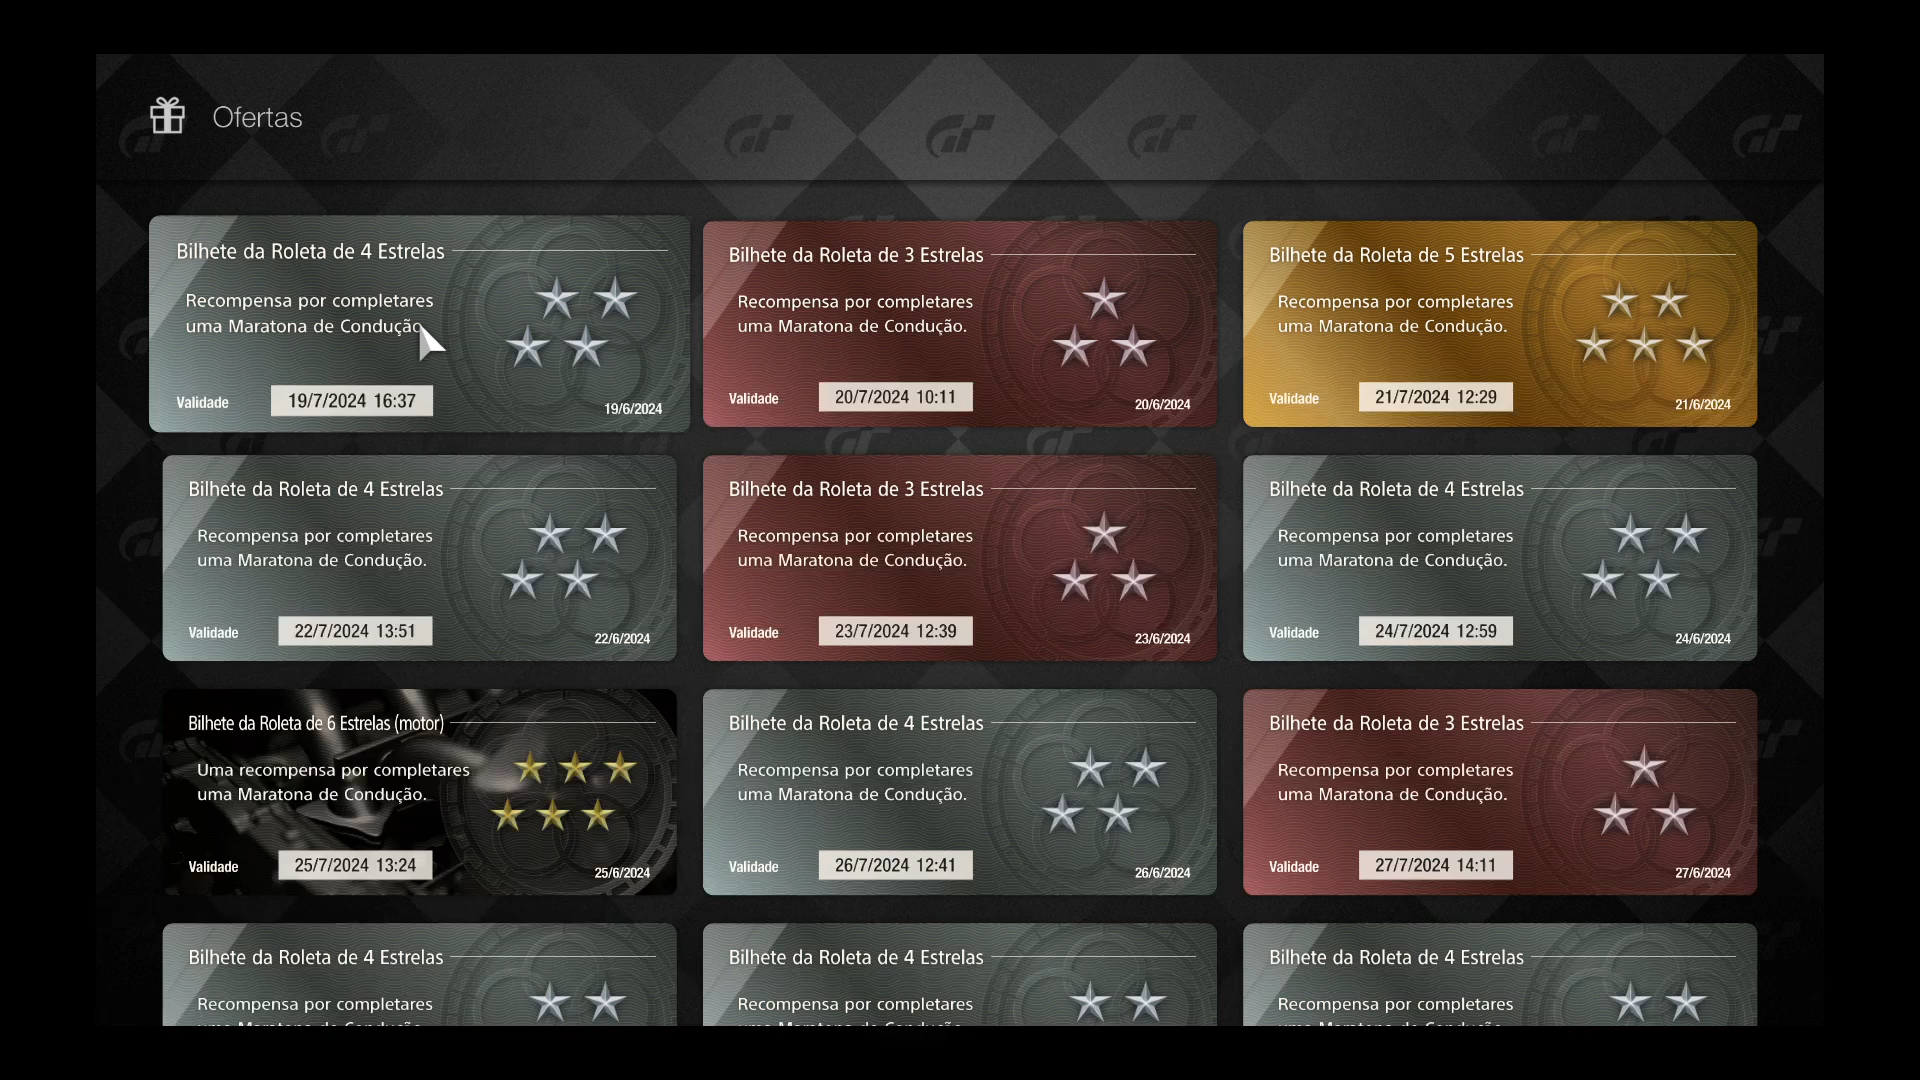 Ofertas
Bilhete da Roleta de 4 Estrelas
Recompensa por completares
uma Maratona de Condução.
Validade 19/7/2024 16:37 19/6/2024
Bilhete da Roleta de 3 Estrelas
Recompensa por completares
uma Maratona de Condução.
Validade 20/7/2024 10:11 20/6/2024
Bilhete da Roleta de 5 Estrelas
Recompensa por completares
uma Maratona de Condução.
Validade 21/7/2024 12:29 21/6/2024
Bilhete da Roleta de 4 Estrelas
Recompensa por completares
uma Maratona de Condução.
Validade 22/7/2024 13:51 22/6/2024
Bilhete da Roleta de 3 Estrelas
Recompensa por completares
uma Maratona de Condução.
Validade 23/7/2024 12:39 23/6/2024
Bilhete da Roleta de 4 Estrelas
Recompensa por completares
uma Maratona de Condução.
Validade 24/7/2024 12:59 24/6/2024
Bilhete da Roleta de 6 Estrelas (motor)
Uma recompensa por completares
uma Maratona de Condução.
Validade 25/7/2024 13:24 25/6/2024
Bilhete da Roleta de 4 Estrelas
Recompensa por completares
uma Maratona de Condução.
Validade 26/7/2024 12:41 26/6/2024
Bilhete da Roleta de 3 Estrelas
Recompensa por completares
uma Maratona de Condução.
Validade 27/7/2024 14:11 27/6/2024
Bilhete da Roleta de 4 Estrelas
Recompensa por completares
Bilhete da Roleta de 4 Estrelas
Recompensa por completares
Bilhete da Roleta de 4 Estrelas
Recompensa por completares